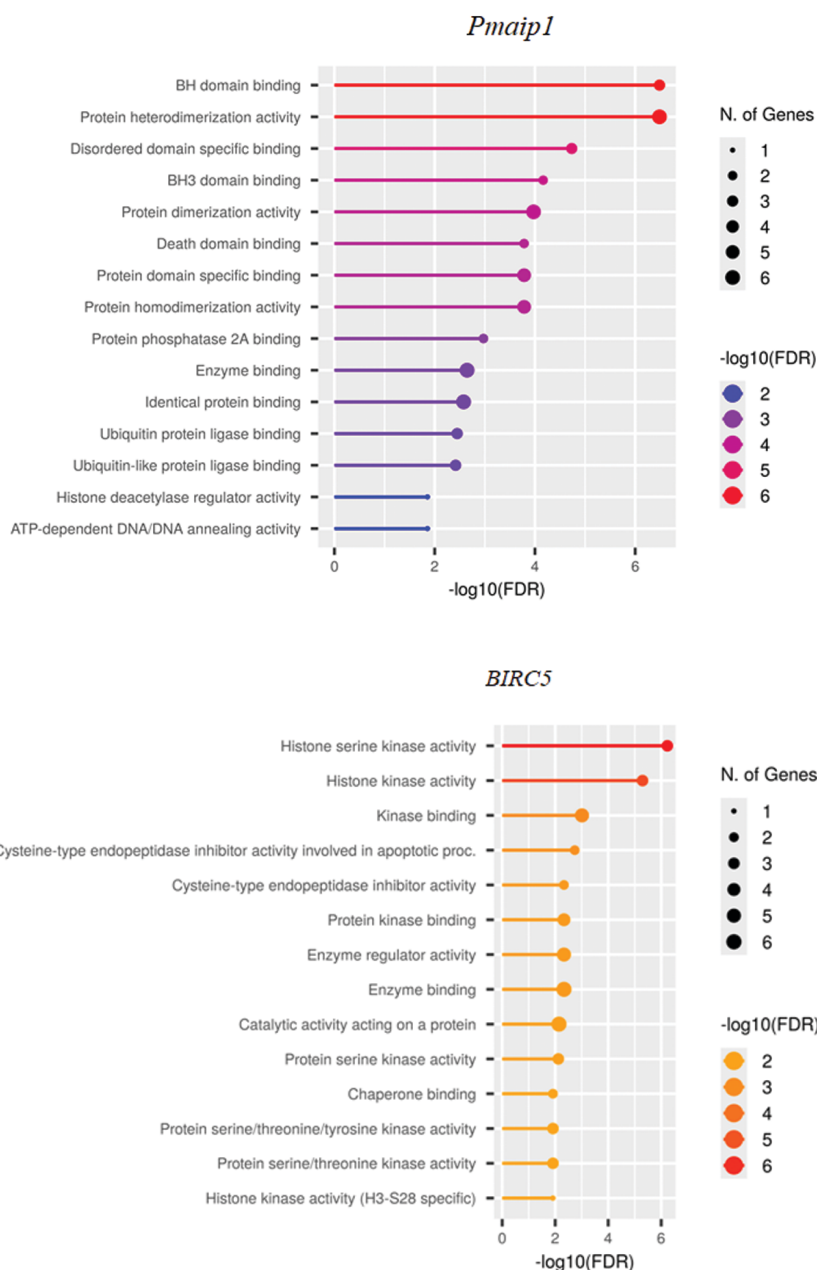 Pmaip1
BH domain binding
Protein heterodimerization activity
Disordered domain specific binding
BH3 domain binding
Protein dimerization activity
Death domain binding
Protein domain specific binding
Protein homodimerization activity
Protein phosphatase 2A binding
Enzyme binding
Identical protein binding
Ubiquitin protein ligase binding
Ubiquitin-like protein ligase binding
Histone deacetylase regulator activity
ATP-dependent DNA/DNA annealing activity
0 2 4 6
-log10(FDR)
N. of Genes
1
2
3
4
5
6
-log10(FDR)
2
3
4
5
6
BIRC5
Histone serine kinase activity
Histone kinase activity
Kinase binding
Cysteine-type endopeptidase inhibitor activity involved in apoptotic proc.
Cysteine-type endopeptidase inhibitor activity
Protein kinase binding
Enzyme regulator activity
Enzyme binding
Catalytic activity acting on a protein
Protein serine kinase activity
Chaperone binding
Protein serine/threonine/tyrosine kinase activity
Protein serine/threonine kinase activity
Histone kinase activity (H3-S28 specific)
0 2 4 6
-log10(FDR)
N. of Genes
1
2
3
4
5
6
-log10(FDR)
2
3
4
5
6